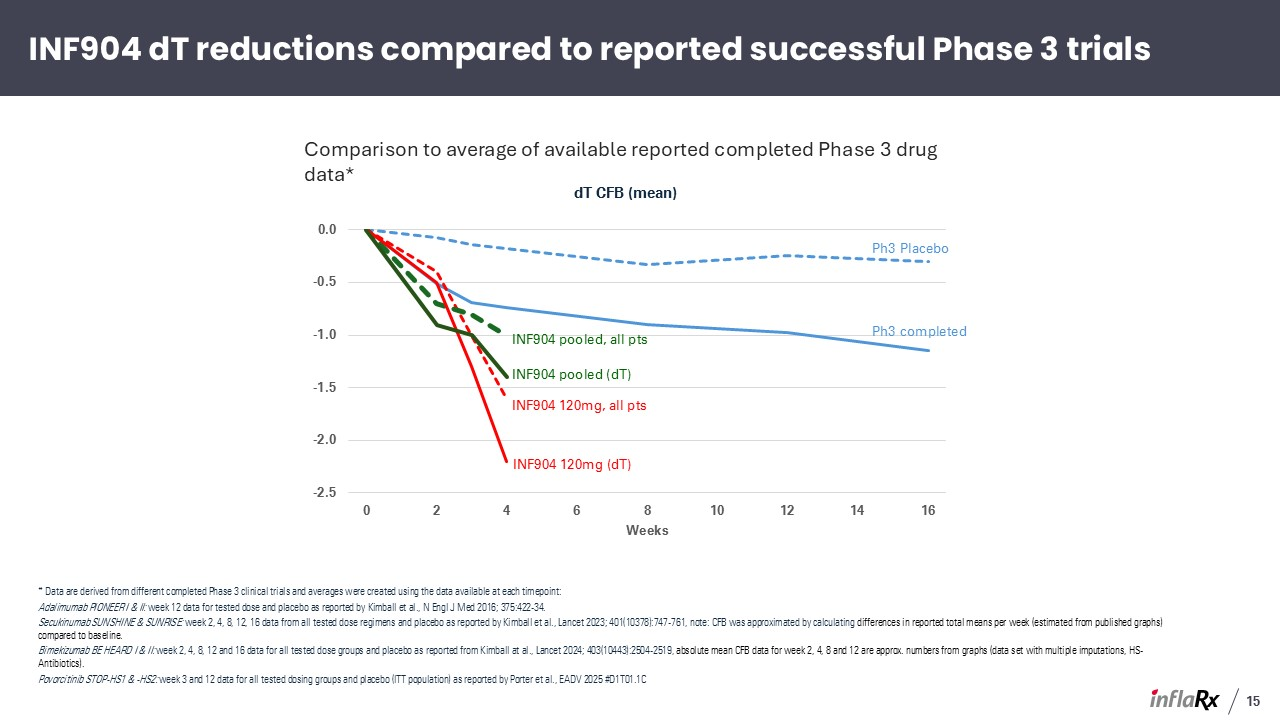 INF904 dT reductions compared to reported successful Phase 3 trials
Comparison to average of available reported completed Phase 3 drug
data*
dT CFB (mean)
0.0
-0.5
-1.0
-1.5
-2.0
-2.5
Ph3 Placebo
Ph3 completed
INF904 pooled, all pts
INF904 pooled (dT)
INF904 120mg, all pts
INF904 120mg (dT)
0 2 4 6 8 10 12 14 16
Weeks
* Data are derived from different completed Phase 3 clinical trials and averages were created using the data available at each timepoint:
Adalimumab PIONEER I & II: week 12 data for tested dose and placebo as reported by Kimball et al., N Engl J Med 2016; 375:422-34.
Secukinumab SUNSHINE & SUNRISE: week 2, 4, 8, 12, 16 data from all tested dose regimens and placebo as reported by Kimball et al., Lancet 2023; 401(10378):747-761, note: CFB was approximated by calculating differences in reported total means per week (estimated from published graphs)
compared to baseline.
Bimekizumab BE HEARD I & II: week 2, 4, 8, 12 and 16 data for all tested dose groups and placebo as reported from Kimball at al., Lancet 2024; 403(10443):2504-2519, absolute mean CFB data for week 2, 4, 8 and 12 are approx. numbers from graphs (data set with multiple imputations, HS-
Antibiotics).
Povorcitinib STOP-HS1 & -HS2: week 3 and 12 data for all tested dosing groups and placebo (ITT population) as reported by Porter et al., EADV 2025 #D1T01.1C
inflaRx
15